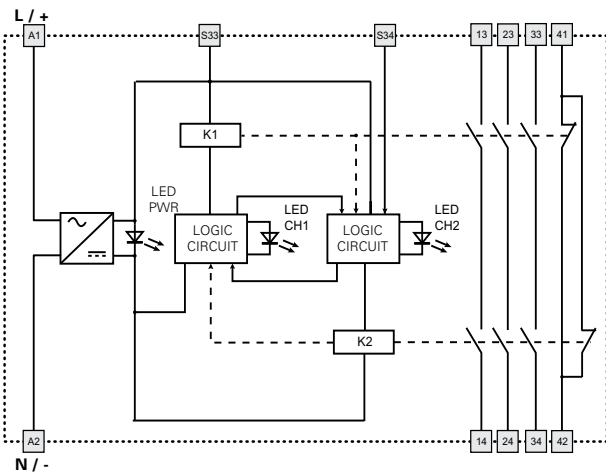 L / +
A1
S33
S34
13
23
33
41
K1
LED
PWR
LOGIC
CIRCUIT
LED
CH1
LOGIC
CIRCUIT
LED
CH2
K2
A2
14
24
34
42
N / -